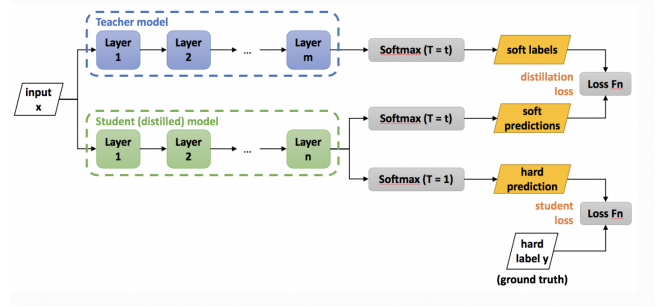 Teacher model
Layer
1
Layer
2
...
Layer
m
Softmax (T = t)
soft labels
input
x
distillation
loss
Loss Fn
Student (distilled) model
Layer
1
Layer
2
...
Layer
n
Softmax (T = t)
soft
predictions
Softmax (T = 1)
hard
prediction
student
loss
Loss Fn
hard
label y
(ground truth)